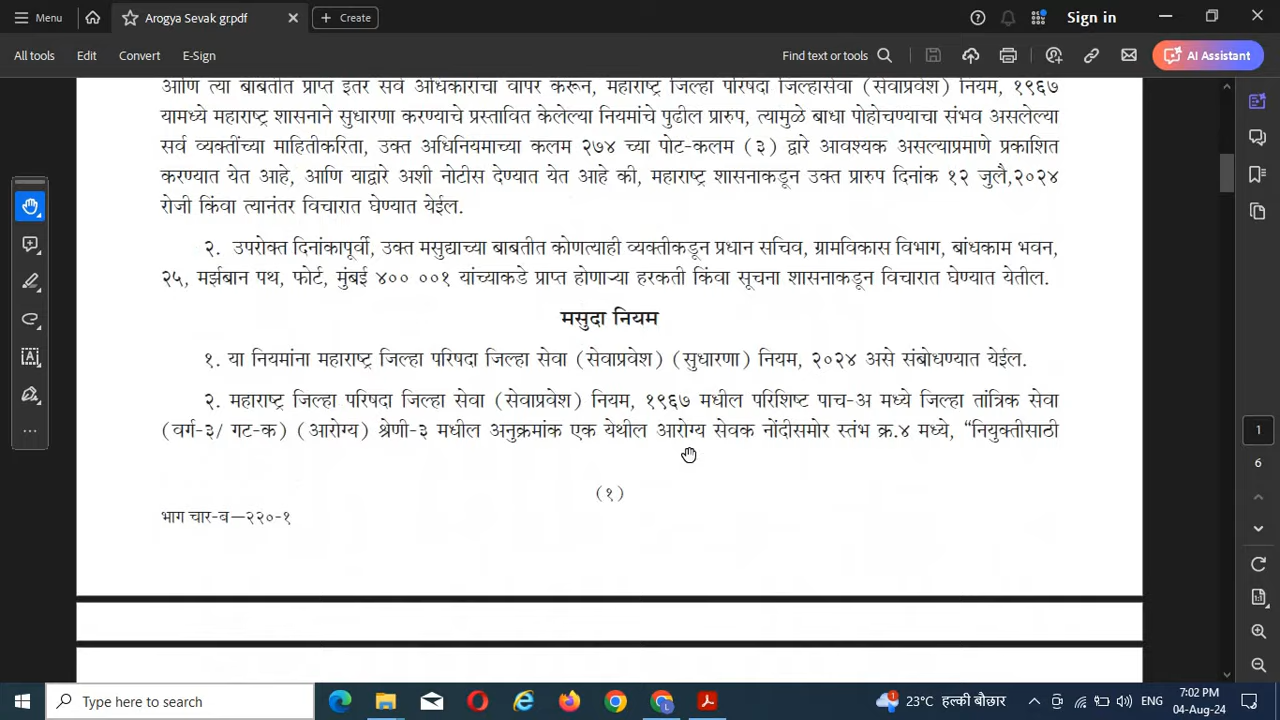 Menu
Arogya Sevak gr.pdf
Create
Sign in
All tools
Edit
Convert
E-Sign
Find text or tools
AI Assistant
आणि त्या बाबतीत प्राप्त इतर सर्व अधिकारांचा वापर करून, महाराष्ट्र जिल्हा परिषदा जिल्हासेवा (सेवाप्रवेश) नियम, १९६७
यामध्ये महाराष्ट्र शासनाने सुधारणा करण्याचे प्रस्तावित केलेल्या नियमांचे पुढील प्रारुप, त्यामुळे बाधा पोहोचण्याचा संभव असलेल्या
सर्व व्यक्तींच्या माहितीकरिता, उक्त अधिनियमाच्या कलम २७४ च्या पोट-कलम (३) द्वारे आवश्यक असल्याप्रमाणे प्रकाशित
करण्यात येत आहे, आणि याद्वारे अशी नोटीस देण्यात येत आहे की, महाराष्ट्र शासनाकडून उक्त प्रारुप दिनांक १२ जुलै,२०२४
रोजी किंवा त्यानंतर विचारात घेण्यात येईल.
२. उपरोक्त दिनांकापूर्वी, उक्त मसुद्याच्या बाबतीत कोणत्याही व्यक्तीकडून प्रधान सचिव, ग्रामविकास विभाग, बांधकाम भवन,
२५, मर्झबान पथ, फोर्ट, मुंबई ४०० ००१ यांच्याकडे प्राप्त होणाऱ्या हरकती किंवा सूचना शासनाकडून विचारात घेण्यात येतील.
मसुदा नियम
१. या नियमांना महाराष्ट्र जिल्हा परिषदा जिल्हा सेवा (सेवाप्रवेश) (सुधारणा) नियम, २०२४ असे संबोधण्यात येईल.
२. महाराष्ट्र जिल्हा परिषदा जिल्हा सेवा (सेवाप्रवेश) नियम, १९६७ मधील परिशिष्ट पाच-अ मध्ये जिल्हा तांत्रिक सेवा
(वर्ग-३/ गट-क) (आरोग्य) श्रेणी-३ मधील अनुक्रमांक एक येथील आरोग्य सेवक नोंदीसमोर स्तंभ क्र.४ मध्ये, “नियुक्तीसाठी
(१)
भाग चार-ब—२२०-१
1
6
Type here to search
1
23°C हल्की बौछार
ENG
7:02 PM
04-Aug-24